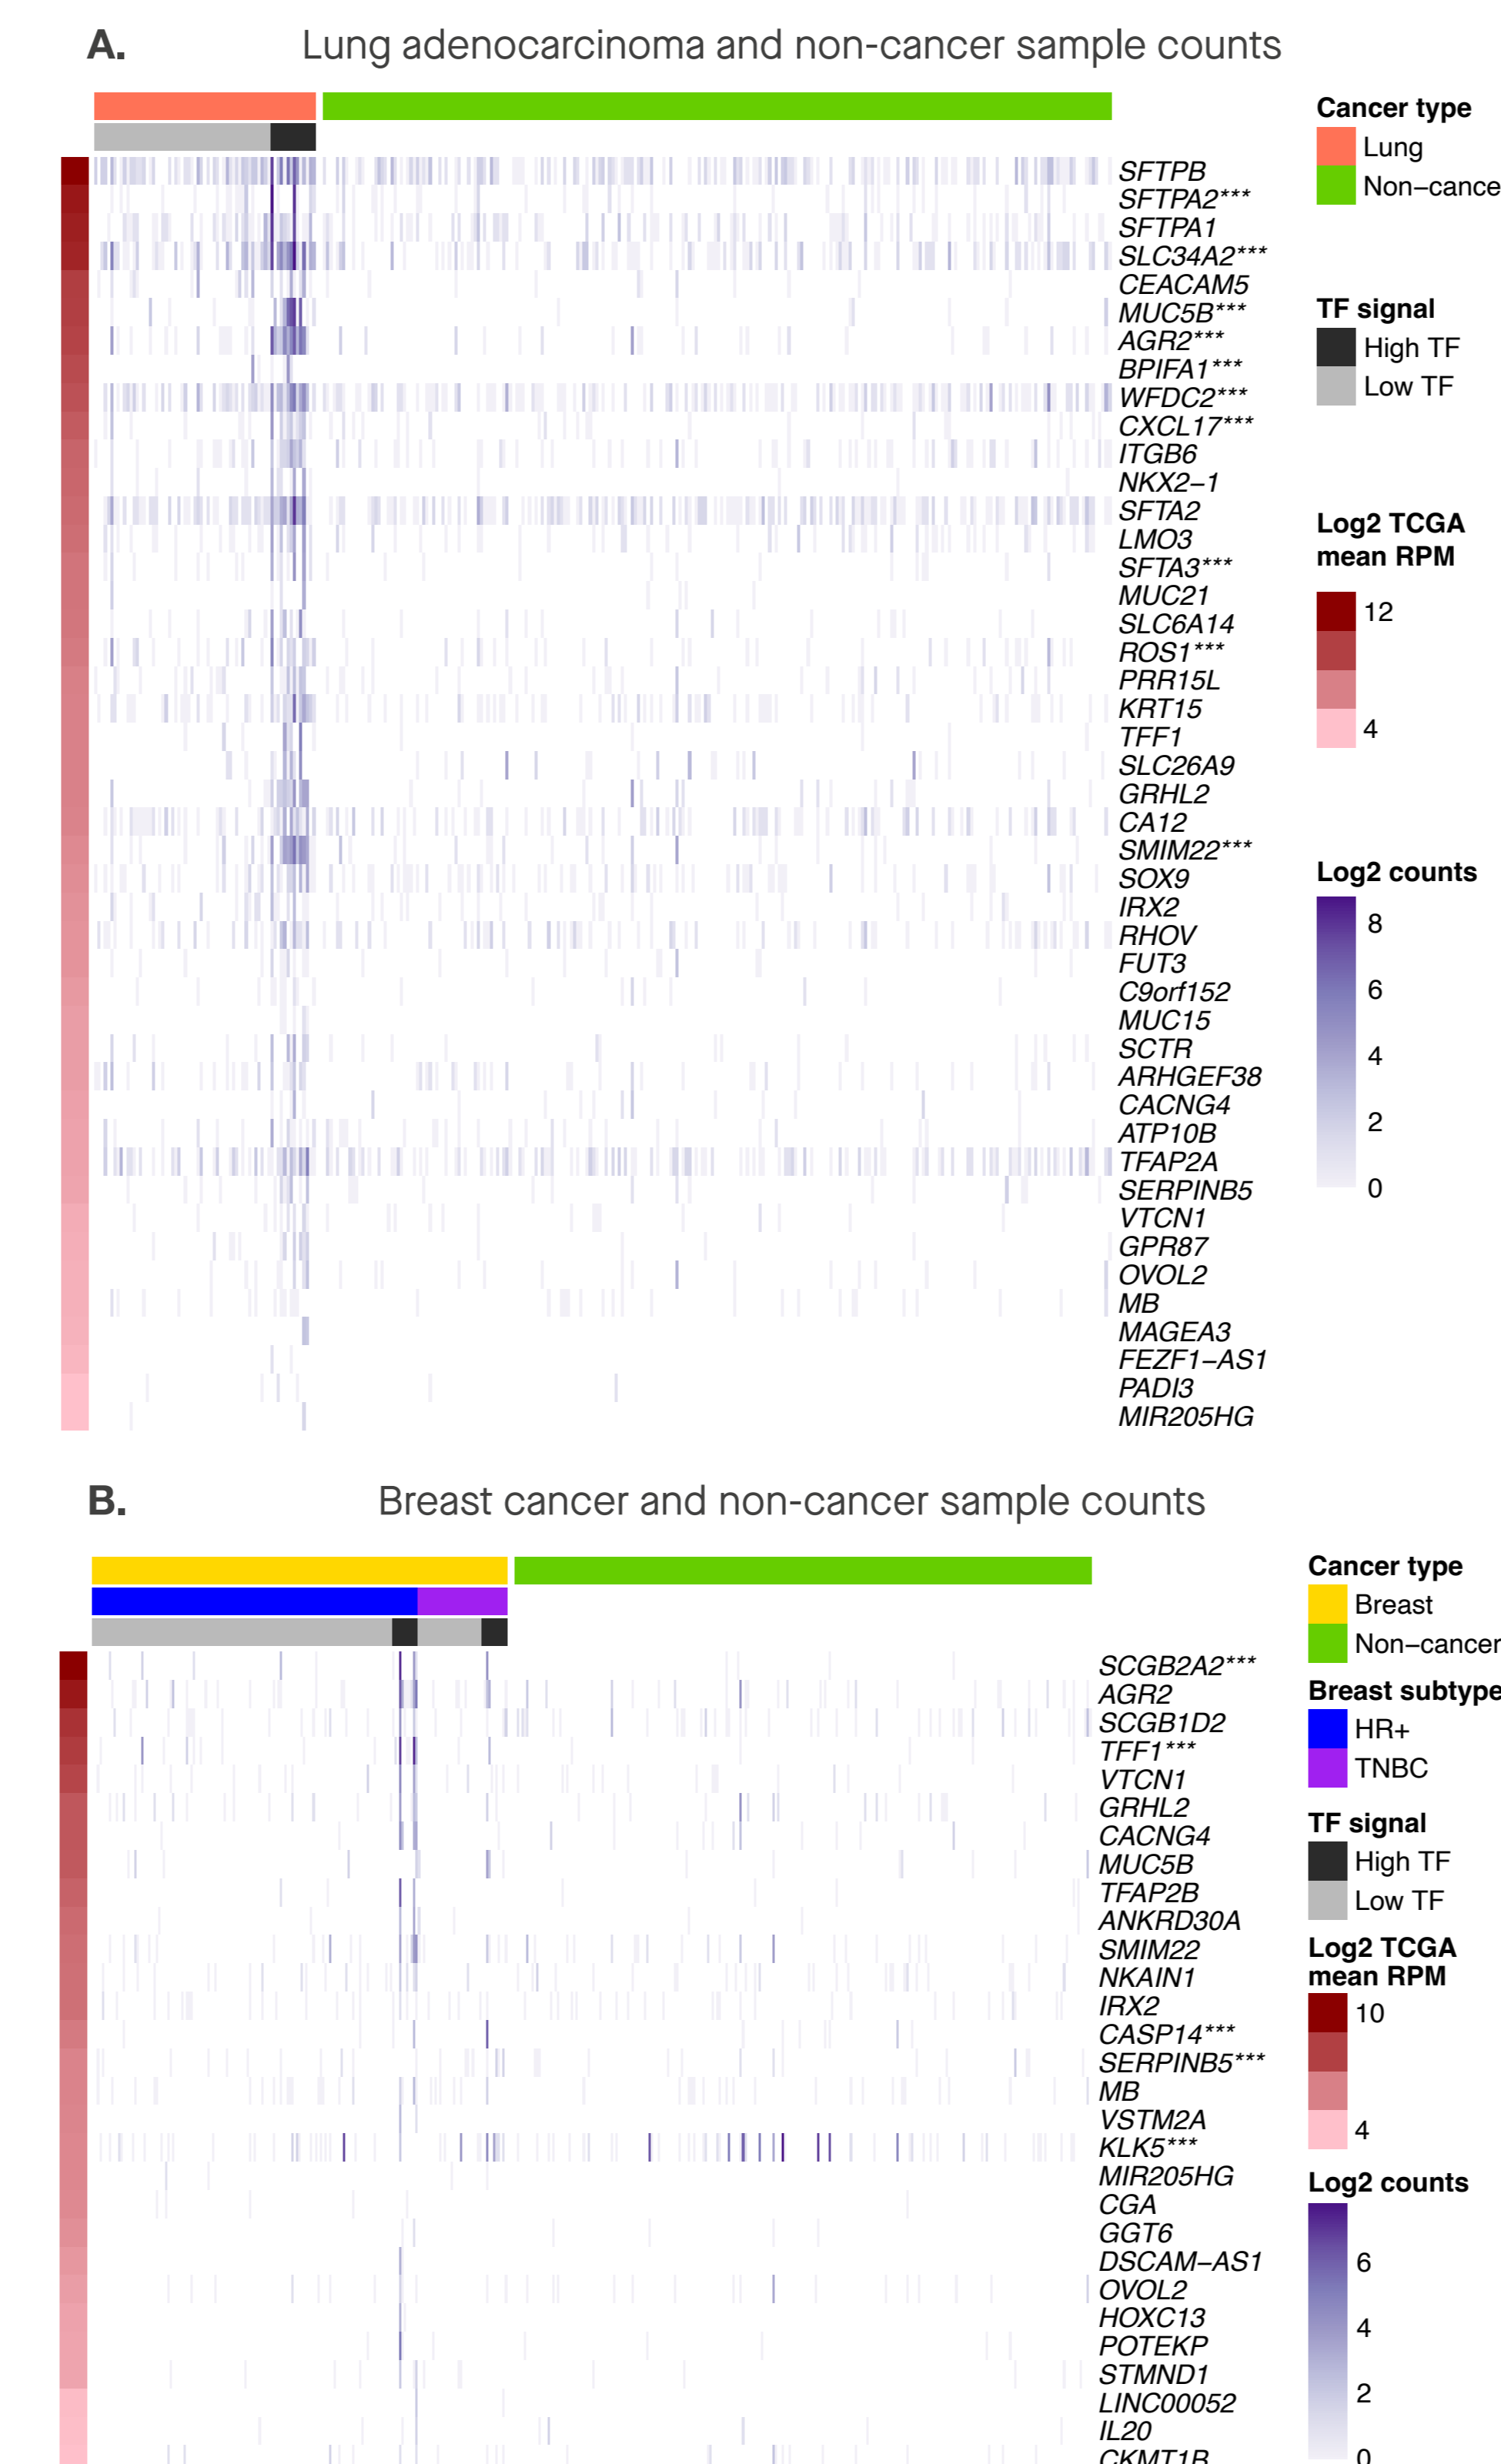 A.
Lung adenocarcinoma and non-cancer sample counts
SFTPB
SFTPA2***
SFTPA1
SLC34A2***
CEACAM5
MUC5B***
AGR2***
BPIFA1***
WFDC2***
CXCL17***
ITGB6
NKX2−1
SFTA2
LMO3
SFTA3***
MUC21
SLC6A14
ROS1***
PRR15L
KRT15
TFF1
SLC26A9
GRHL2
CA12
SMIM22***
SOX9
IRX2
RHOV
FUT3
C9orf152
MUC15
SCTR
ARHGEF38
CACNG4
ATP10B
TFAP2A
SERPINB5
VTCN1
GPR87
OVOL2
MB
MAGEA3
FEZF1−AS1
PADI3
MIR205HG
Cancer type
Lung
Non−cance
TF signal
High TF
Low TF
Log2 TCGA
mean RPM
12
4
Log2 counts
8
6
4
2
0
B.
Breast cancer and non-cancer sample counts
SCGB2A2***
AGR2
SCGB1D2
TFF1***
VTCN1
GRHL2
CACNG4
MUC5B
TFAP2B
ANKRD30A
SMIM22
NKAIN1
IRX2
CASP14***
SERPINB5***
MB
VSTM2A
KLK5***
MIR205HG
CGA
GGT6
DSCAM−AS1
OVOL2
HOXC13
POTEKP
STMND1
LINC00052
IL20
CKMT1B
Cancer type
Breast
Non−cancer
Breast subtype
HR+
TNBC
TF signal
High TF
Low TF
Log2 TCGA
mean RPM
10
4
Log2 counts
6
4
2
0